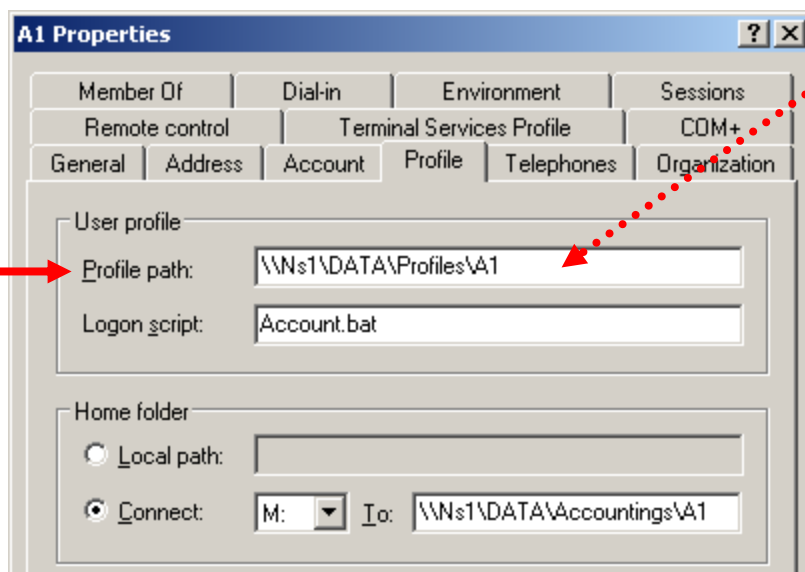 A1 Properties
Member Of Dial-in Environment Sessions
Remote control Terminal Services Profile COM+
General Address Account Profile Telephones Organization
User profile
Profile path: \\Ns1\DATA\Profiles\A1
Logon script: Account.bat
Home folder
Local path:
Connect: M: To: \\Ns1\DATA\Accountings\A1